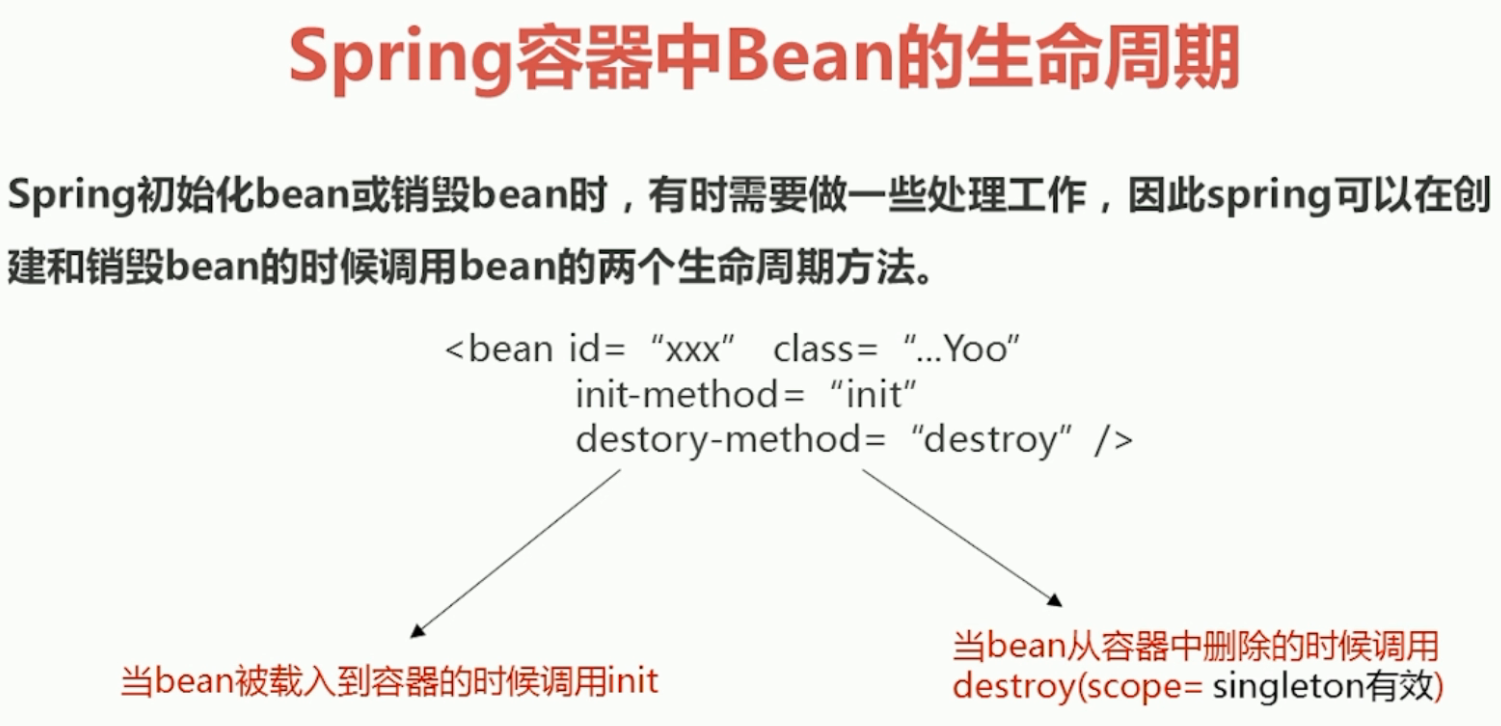 Spring容器中Bean的生命周期
Spring初始化bean或销毁bean时，有时需要做一些处理工作，因此spring可以在创
建和销毁bean的时候调用bean的两个生命周期方法。
<bean id= “xxx” class= “...Yoo”
init-method= “init”
destory-method= “destroy” />
当bean被载入到容器的时候调用init
当bean从容器中删除的时候调用
destroy(scope= singleton有效)